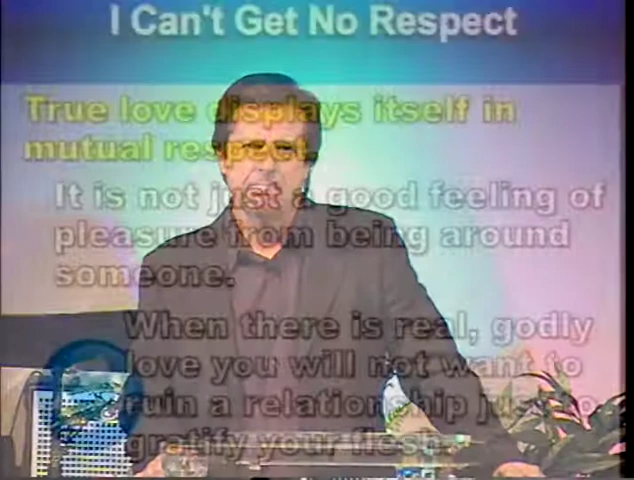 I Can't Get No Respect
True love displays itself in
mutual respect.
It is not just a good feeling of
pleasure from being around
someone.
When there is real, godly
love you will not want to
ruin a relationship just to
gratify your flesh.